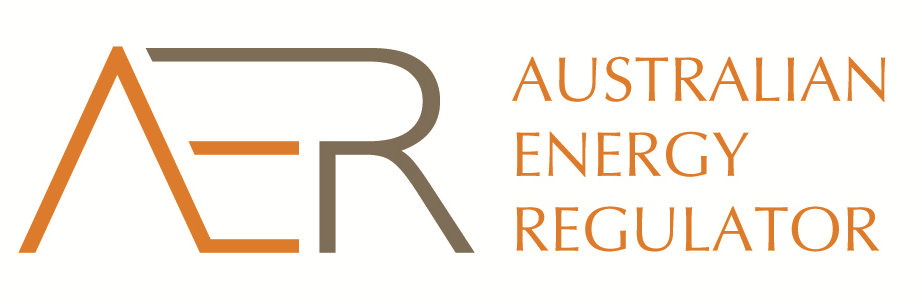 AER
AUSTRALIAN
ENERGY
REGULATOR